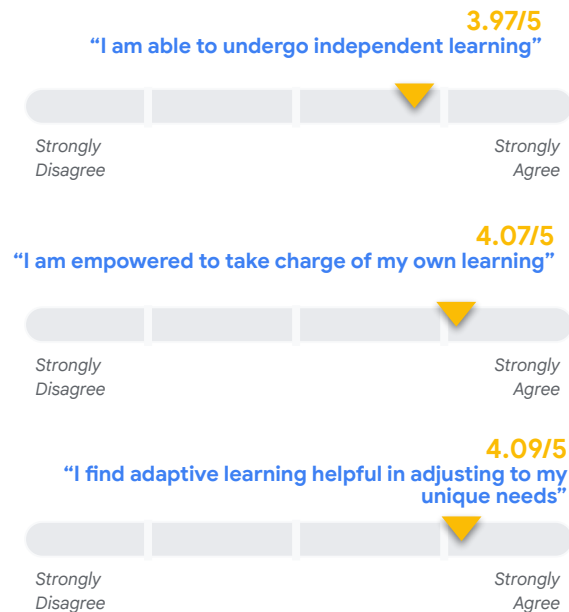 3.97/5
“I am able to undergo independent learning”
Strongly Disagree
Strongly Agree
4.07/5
“I am empowered to take charge of my own learning”
Strongly Disagree
Strongly Agree
4.09/5
“I find adaptive learning helpful in adjusting to my
unique needs”
Strongly Disagree
Strongly Agree